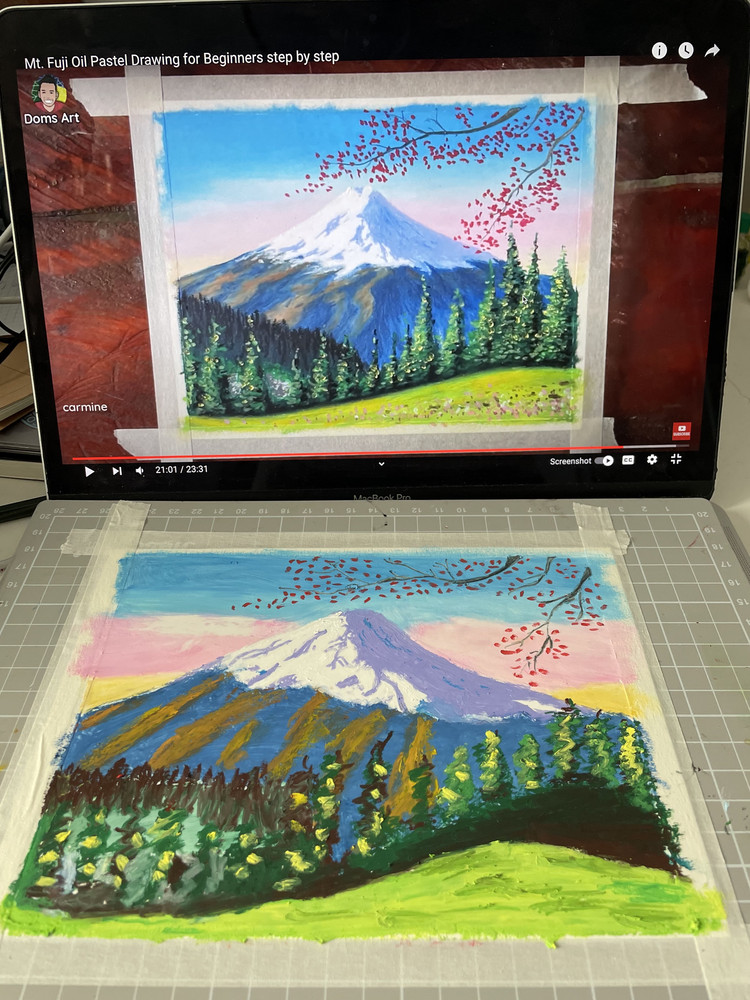 Mt. Fuji Oil Pastel Drawing for Beginners step by step
Doms Art
carmine
21:01 / 23:31
Screenshot
CC
MacBook Pro